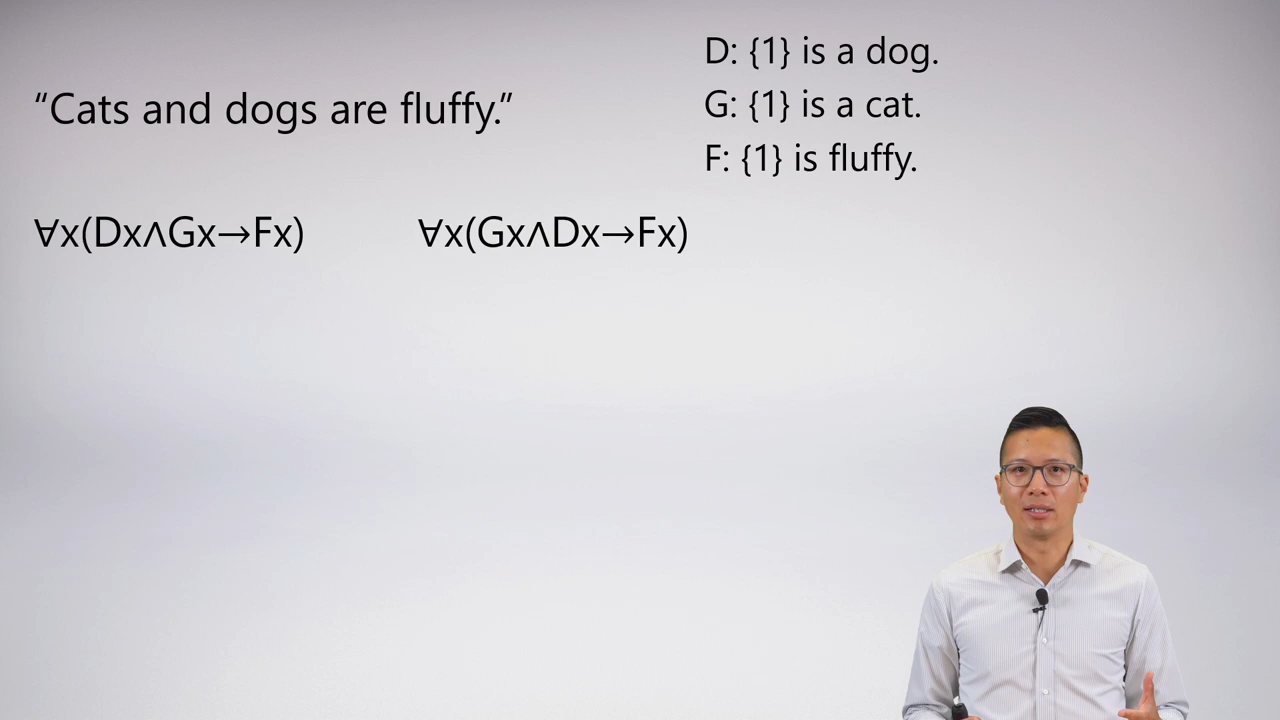 D: {1} is a dog.
“Cats and dogs are fluffy.”
G: {1} is a cat.
F: {1} is fluffy.
∀x(Dx∧Gx→Fx) ∀x(Gx∧Dx→Fx)